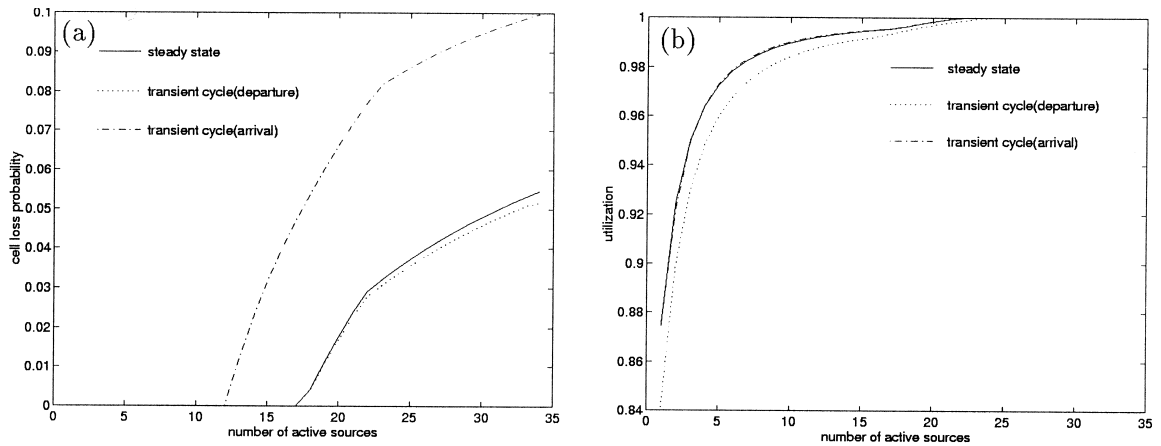 (a)
steady state
transient cycle(departure)
transient cycle(arrival)
cell loss probability
0.1
0.09
0.08
0.07
0.06
0.05
0.04
0.03
0.02
0.01
0
0 5 10 15 20 25 30 35
number of active sources
(b)
steady state
transient cycle(departure)
transient cycle(arrival)
utilization
1
0.98
0.96
0.94
0.92
0.9
0.88
0.86
0.84
0 5 10 15 20 25 30 35
number of active sources